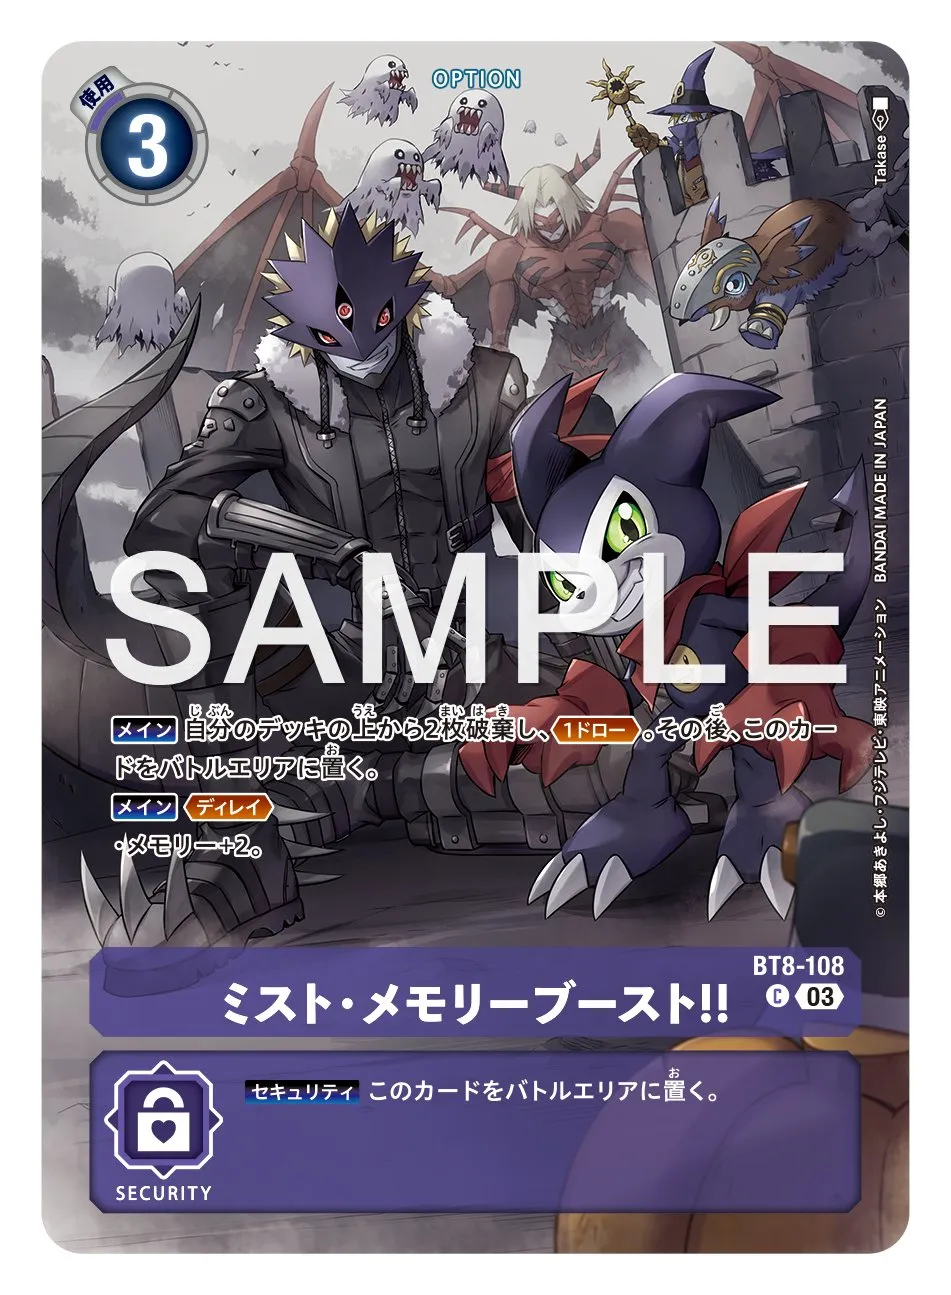 OPTION
使用
3
Takase
SAMPLE
メイン 自分のデッキの上から2枚破棄し、1ドロー。その後、このカー
ドをバトルエリアに置く。
メイン ディレイ
・メモリー+2。
BT8-108
C 03
ミスト・メモリーブースト!!
セキュリティ このカードをバトルエリアに置く。
SECURITY
©本郷あきよし・フジテレビ・東映アニメーション BANDAI MADE IN JAPAN